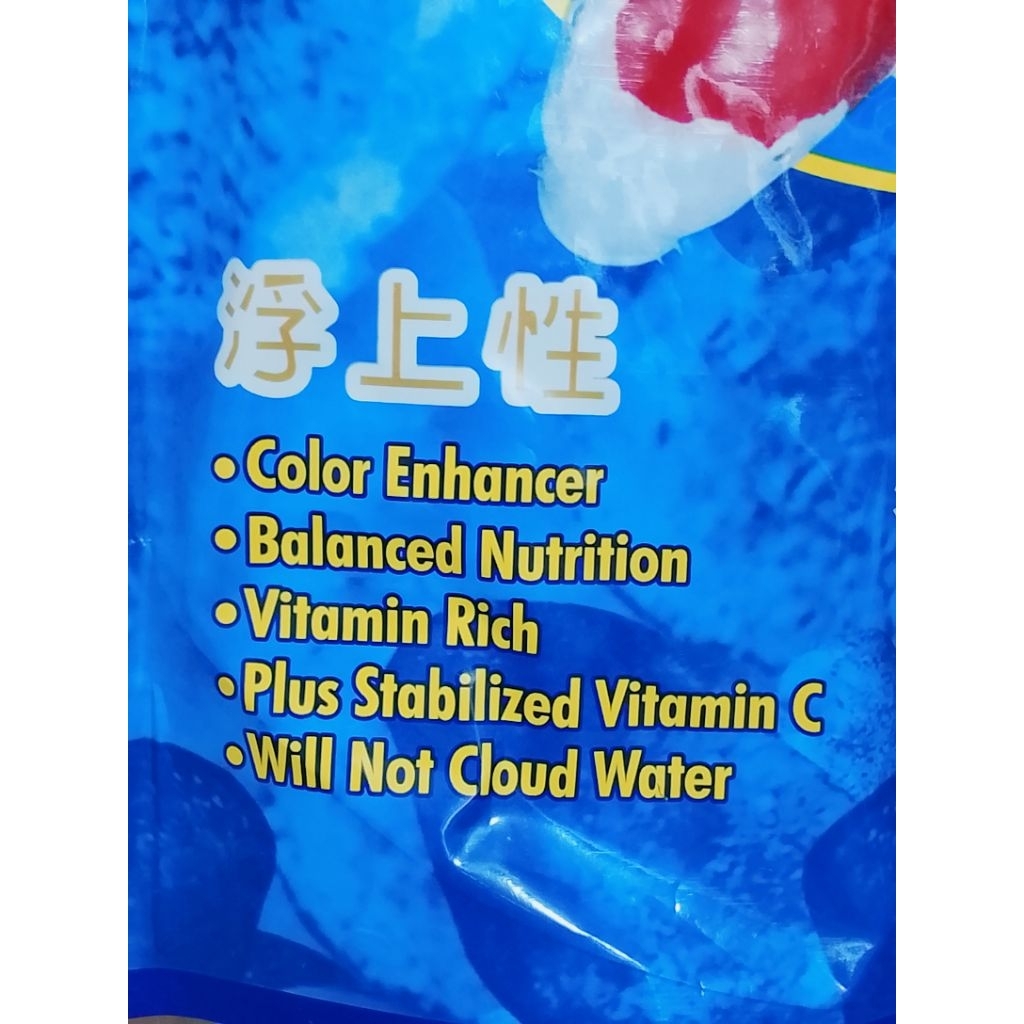 浮上性
•Color Enhancer
•Balanced Nutrition
•Vitamin Rich
•Plus Stabilized Vitamin C
•Will Not Cloud Water